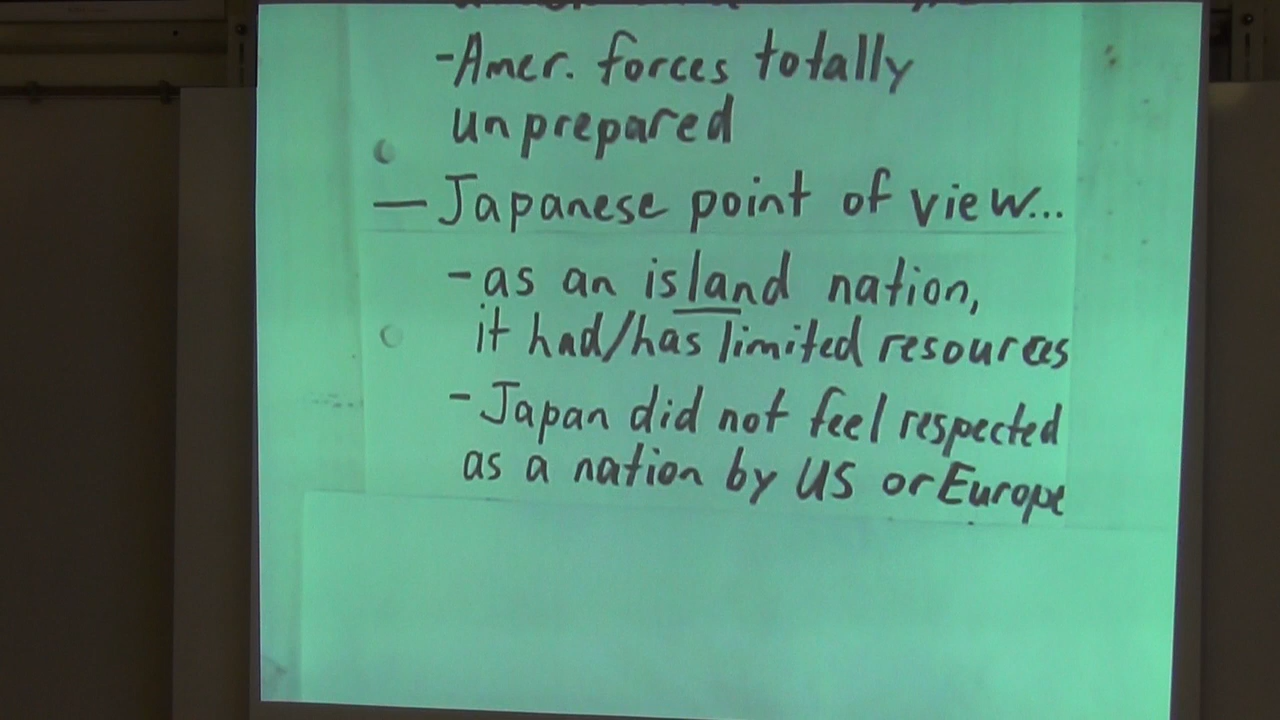 -Amer. forces totally
unprepared
— Japanese point of view...
- as an island nation,
it had/has limited resources
- Japan did not feel respected
as a nation by US or Europe